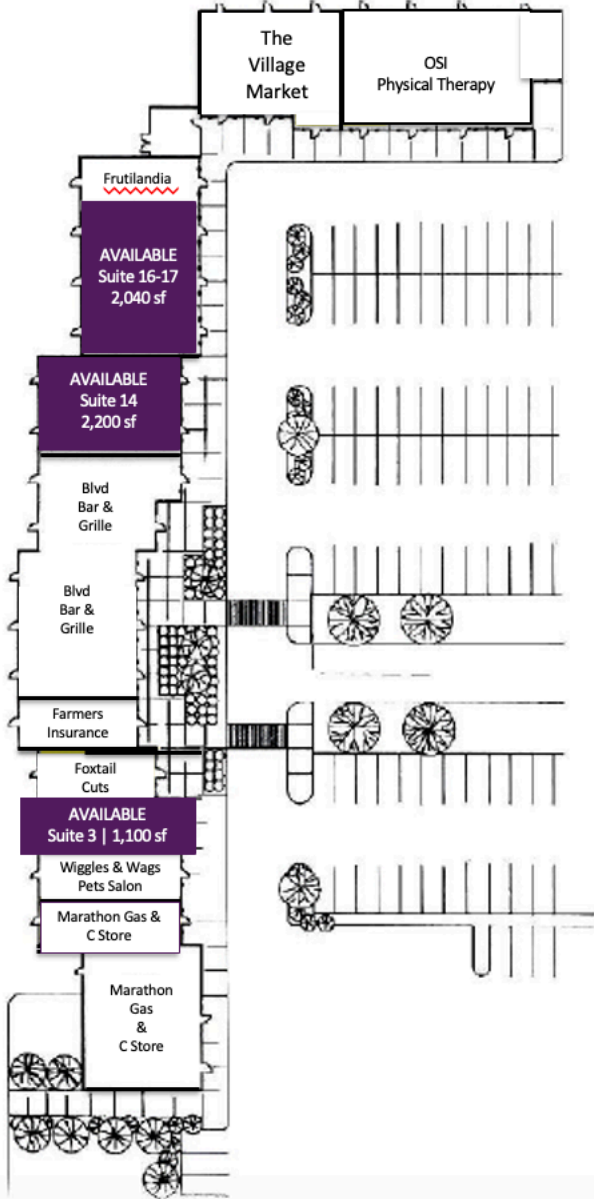 The
Village
Market
OSI
Physical Therapy
Frutilandia
AVAILABLE
Suite 16-17
2,040 sf
AVAILABLE
Suite 14
2,200 sf
Blvd
Bar &
Grille
Blvd
Bar &
Grille
Farmers
Insurance
Foxtail
Cuts
AVAILABLE
Suite 3 | 1,100 sf
Wiggles & Wags
Pets Salon
Marathon Gas &
C Store
Marathon
Gas
&
C Store